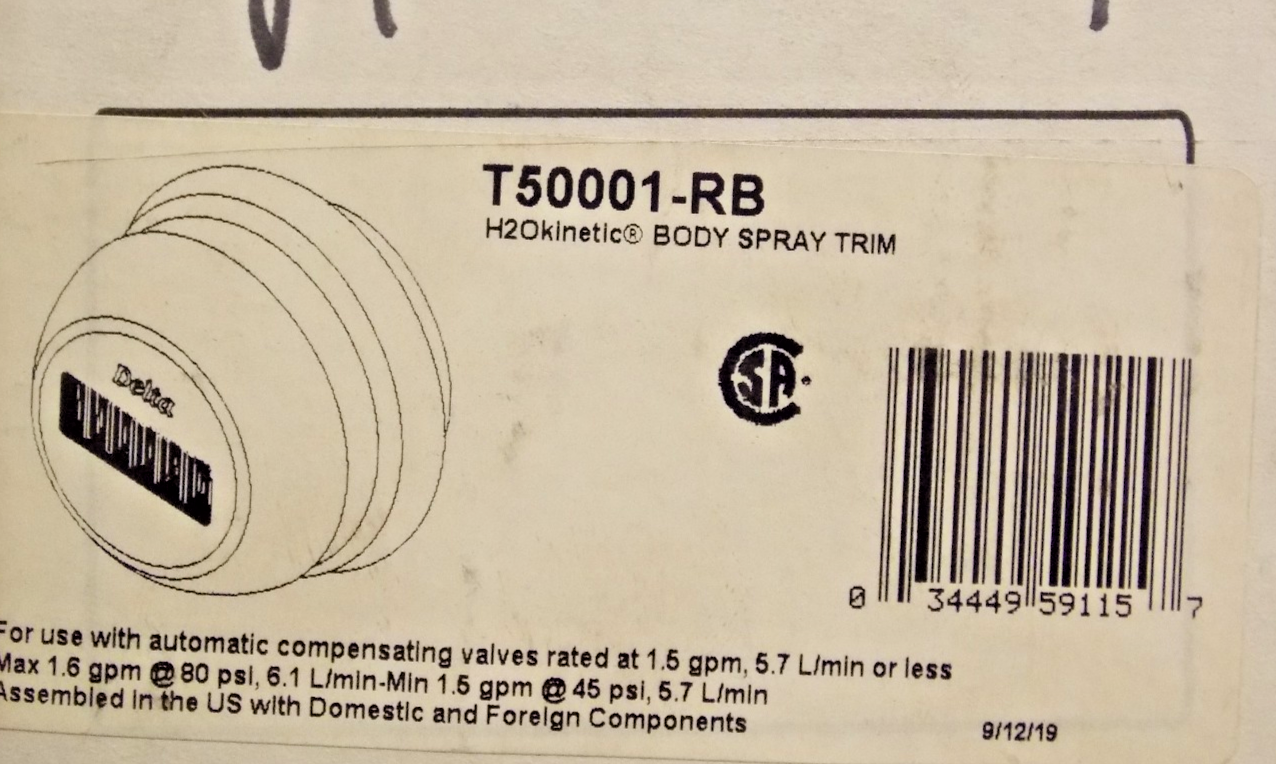 T50001-RB
H2Okinetic® BODY SPRAY TRIM
Delta
CSA
0 34449 59115 7
For use with automatic compensating valves rated at 1.5 gpm, 5.7 L/min or less
Max 1.6 gpm @ 80 psi, 6.1 L/min-Min 1.5 gpm @ 45 psi, 5.7 L/min
Assembled in the US with Domestic and Foreign Components
9/12/19